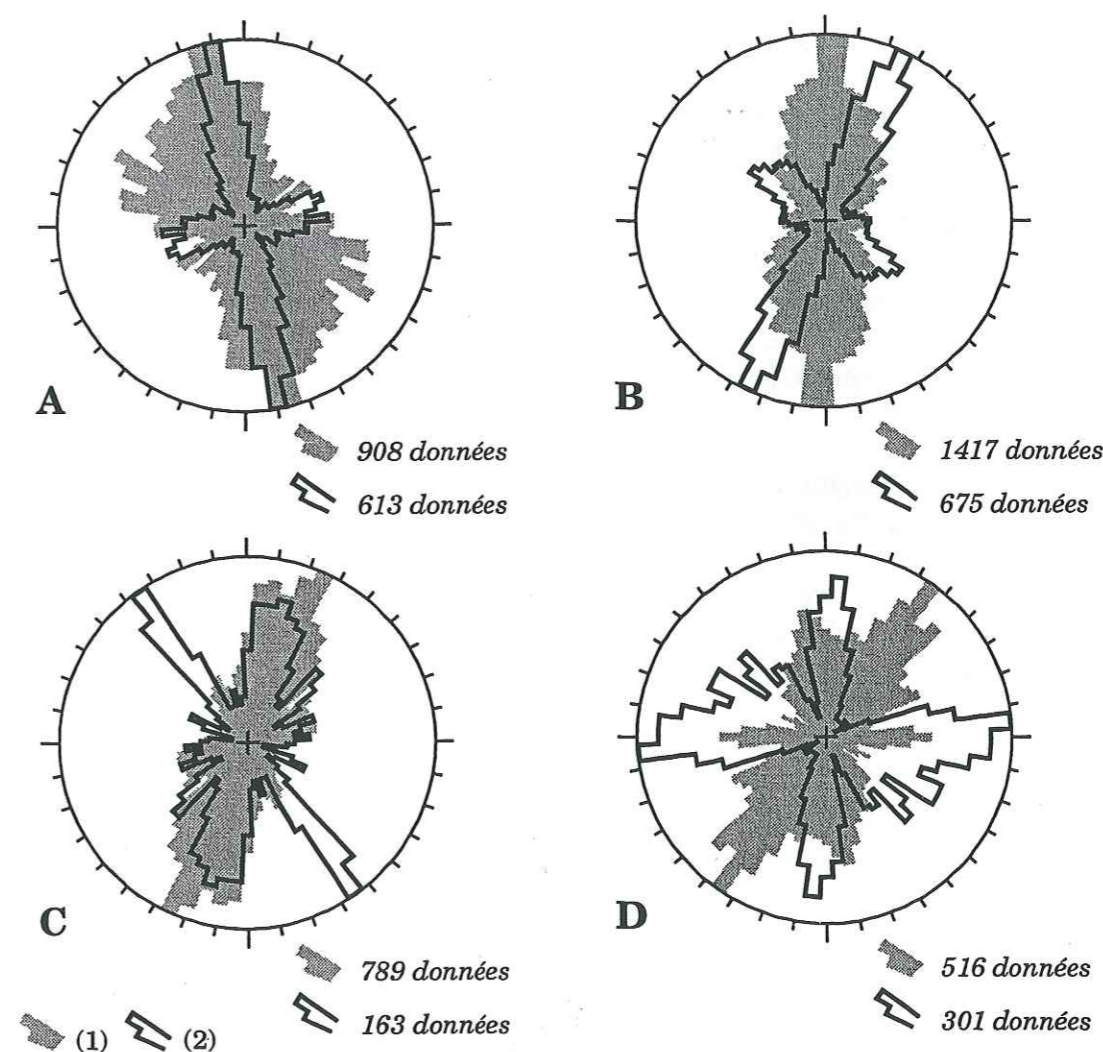 A
908 données
613 données
B
1417 données
675 données
C
789 données
163 données
D
516 données
301 données
(1) (2)